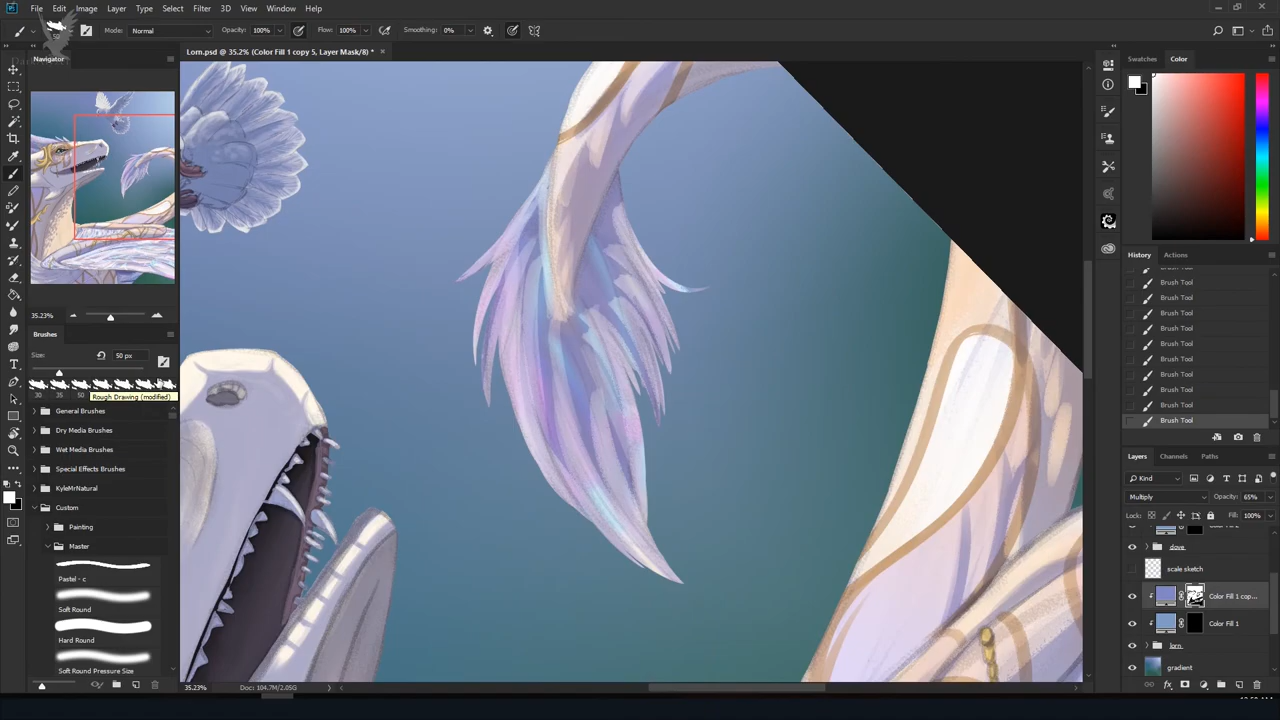 File Edit Image Layer Type Select Filter 3D View Window Help
Mode: Normal Opacity: 100% Flow: 100% Smoothing: 0%
Lorn.psd @ 35.2% (Color Fill 1 copy 5, Layer Mask/8) *
Navigator
35.23%
Brushes
Size: 50 px
30 35 50
Rough Drawing (modified)
General Brushes
Dry Media Brushes
Wet Media Brushes
Special Effects Brushes
KyleMrNatural
Custom
Painting
Master
Pastel - c
Soft Round
Hard Round
Soft Round Pressure Size
35.23% Doc: 104.7M/2.05G
Swatches Color
History Actions
Brush Tool
Brush Tool
Brush Tool
Brush Tool
Brush Tool
Brush Tool
Brush Tool
Brush Tool
Brush Tool
Brush Tool
Brush Tool
Layers Channels Paths
Kind
Multiply Opacity: 65%
Lock: Fill: 100%
Color Fill 2
dove
scale sketch
Color Fill 1 cop...
Color Fill 1
lorn
gradient